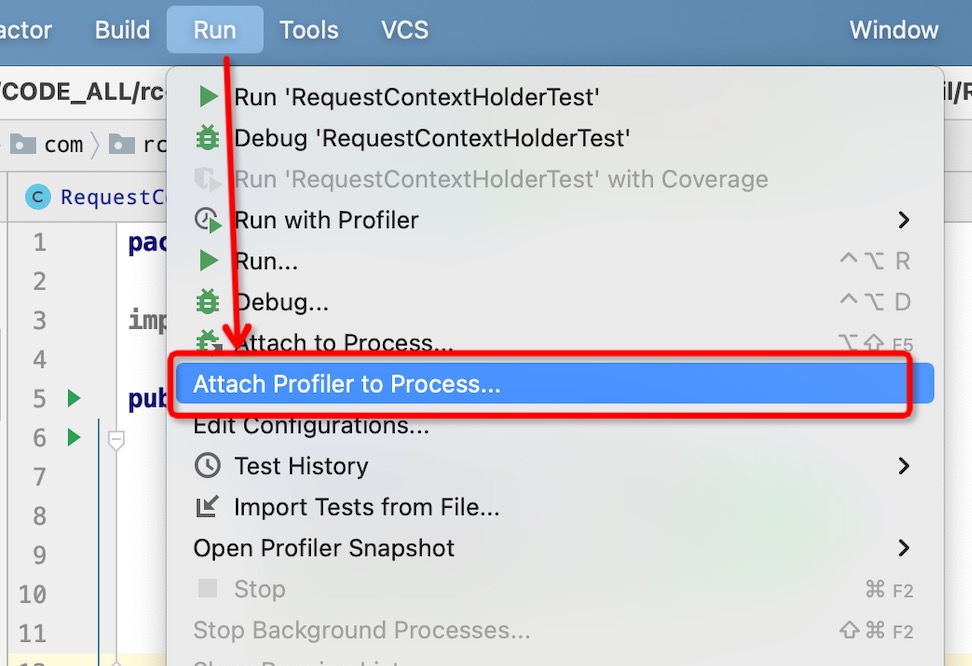 actor Build Run Tools VCS Window
/CODE_ALL/rc
com rc
C RequestCo
1 pac
2
3 imp
4
5 pub
6
7
8
9
10
11
Run 'RequestContextHolderTest'
Debug 'RequestContextHolderTest'
Run 'RequestContextHolderTest' with Coverage
Run with Profiler
Run... ^⌥ R
Debug... ^⌥ D
Attach to Process... ⌥⇧ F5
Attach Profiler to Process...
Edit Configurations...
Test History
Import Tests from File...
Open Profiler Snapshot
Stop ⌘ F2
Stop Background Processes... ⇧⌘ F2